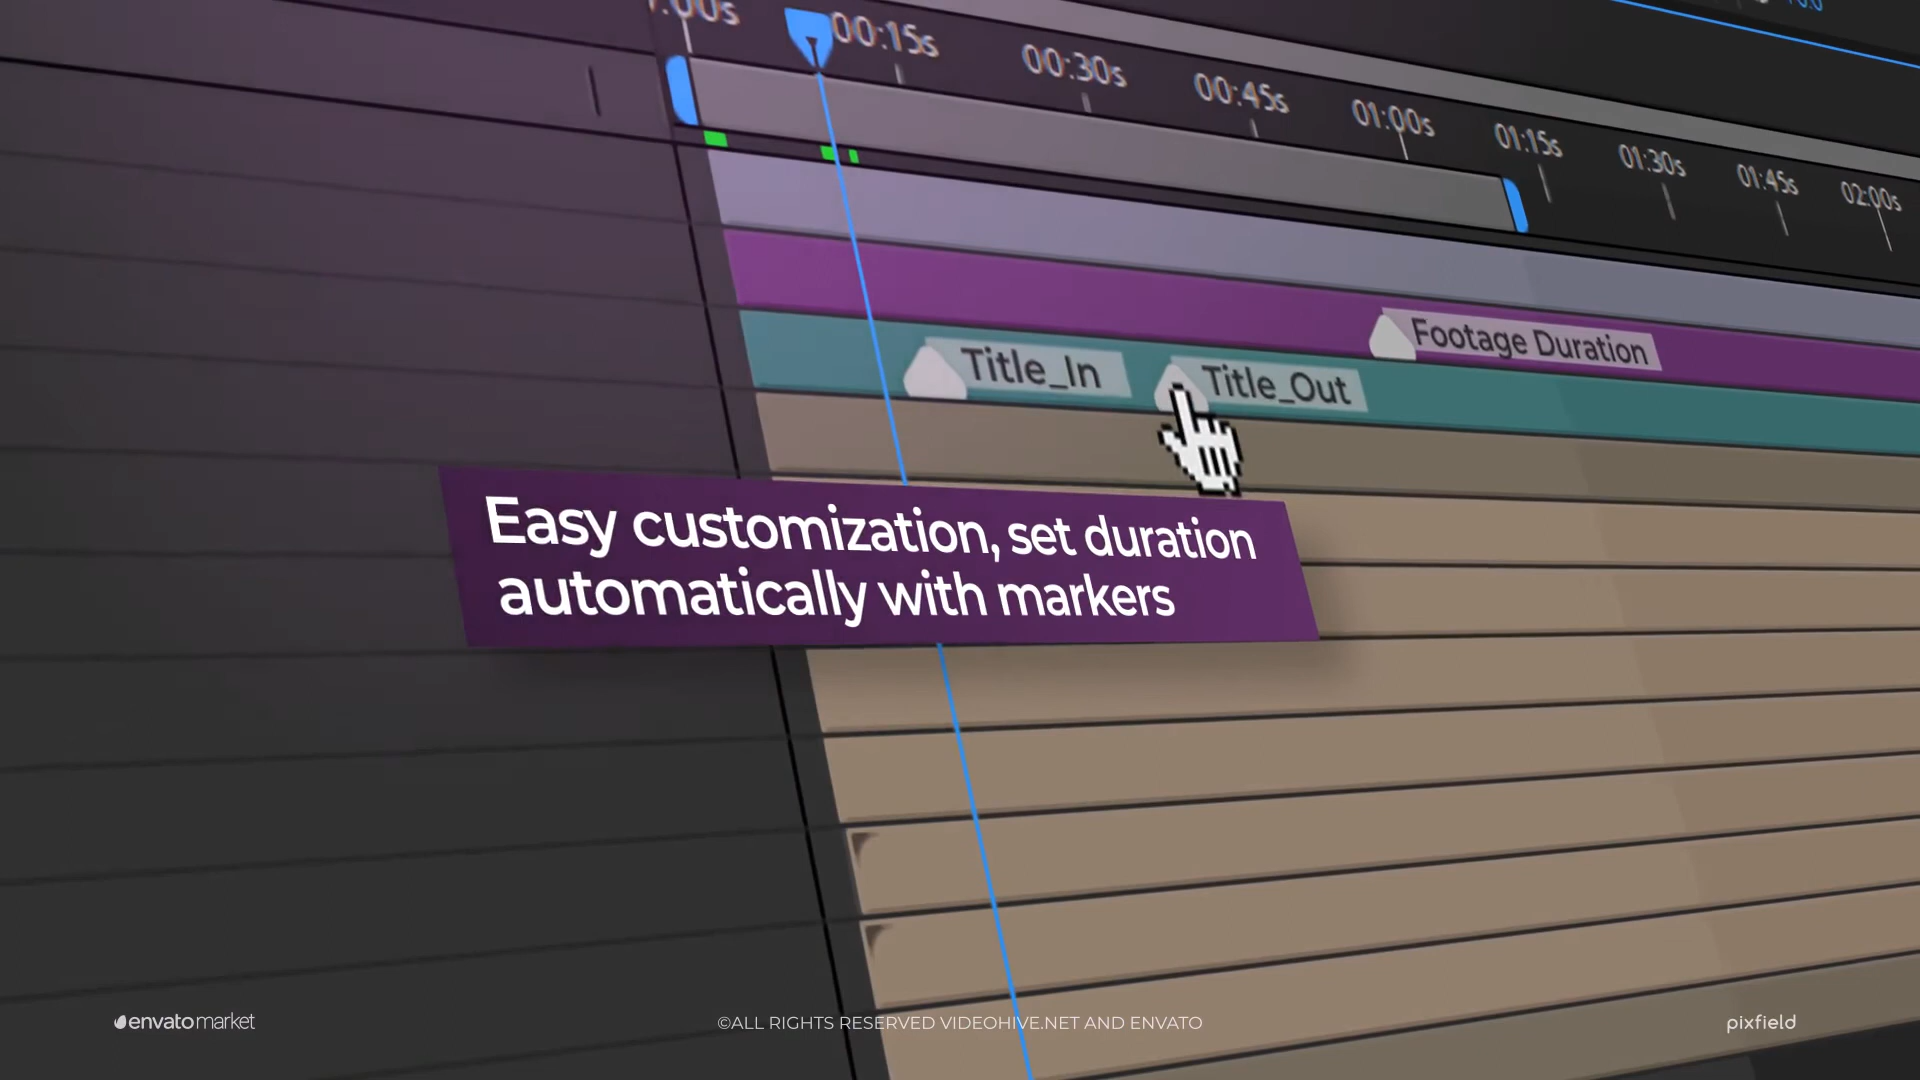 00:15s
00:30s
00:45s
01:00s
01:15s
01:30s
01:45s
02:00s
Footage Duration
Title_In
Title_Out
Easy customization, set duration
automatically with markers
envatomarket
©ALL RIGHTS RESERVED VIDEOHIVE.NET AND ENVATO
pixfield